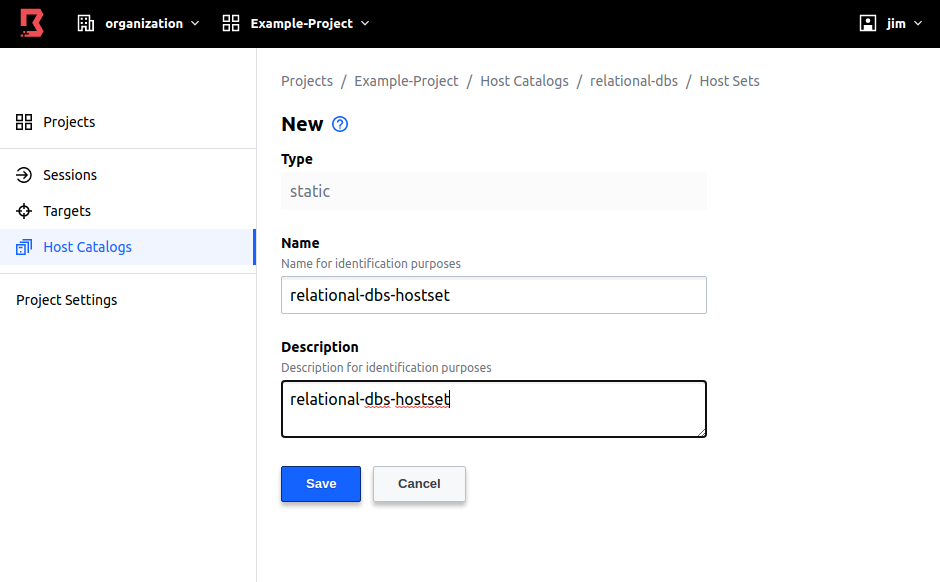 organization Example-Project jim
Projects / Example-Project / Host Catalogs / relational-dbs / Host Sets
Projects
Sessions
Targets
Host Catalogs
Project Settings
New ?
Type
static
Name
Name for identification purposes
relational-dbs-hostset
Description
Description for identification purposes
relational-dbs-hostset
Save Cancel